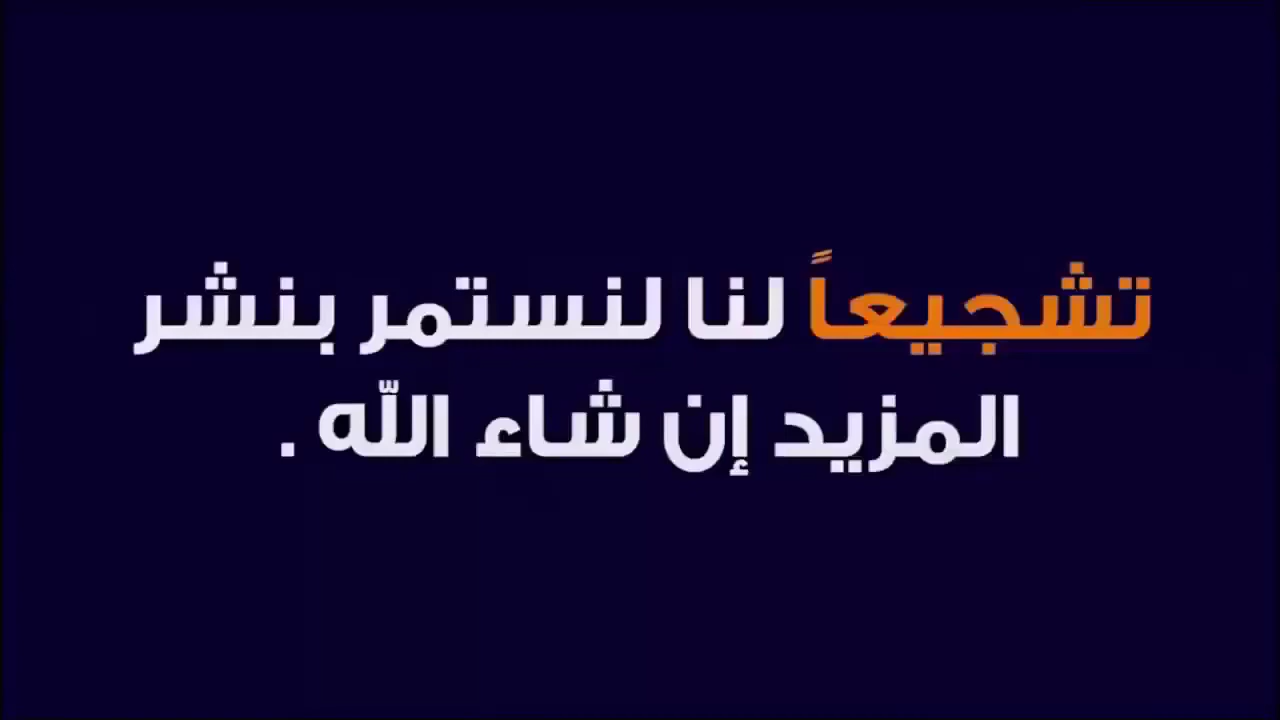 تشجيعاً لنا لنستمر بنشر
المزيد إن شاء اللّه .